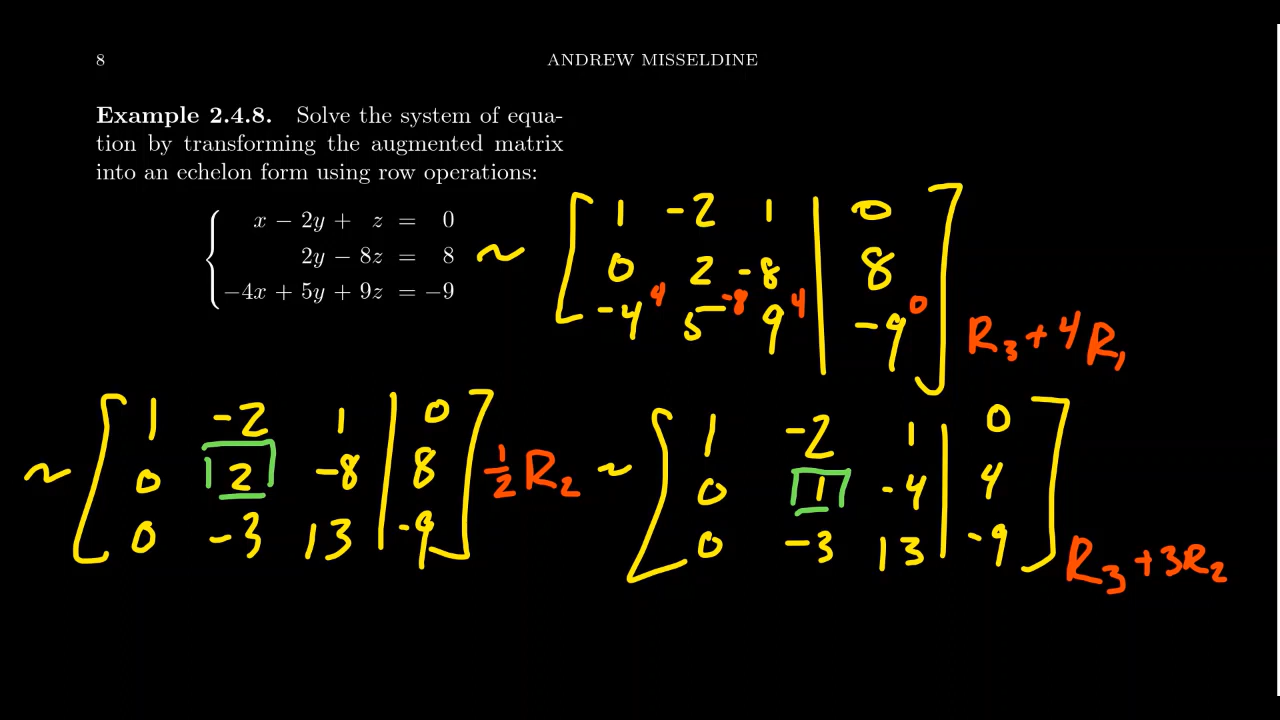 8 ANDREW MISSELDINE
Example 2.4.8. Solve the system of equa-
tion by transforming the augmented matrix
into an echelon form using row operations:
x − 2y + z = 0
2y − 8z = 8
−4x + 5y + 9z = −9
~ 1 -2 1 | 0
0 2 -8 | 8
-4 4 5 -8 9 4 | -9 0 R₃ + 4R₁
~ 1 -2 1 | 0
0 2 -8 | 8 ½ R₂
0 -3 13 | -9
~ 1 -2 1 | 0
0 1 -4 | 4
0 -3 13 | -9 R₃ + 3R₂